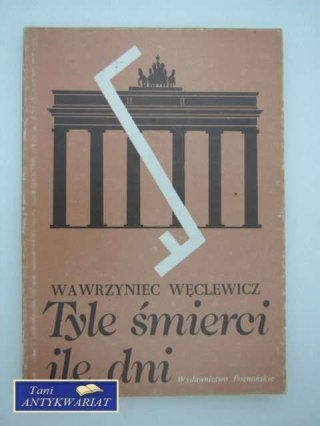 WAWRZYNIEC WĘCLEWICZ
Tyle śmierci
ile dni
Wydawnictwo Poznańskie
Tani
ANTYKWARIAT